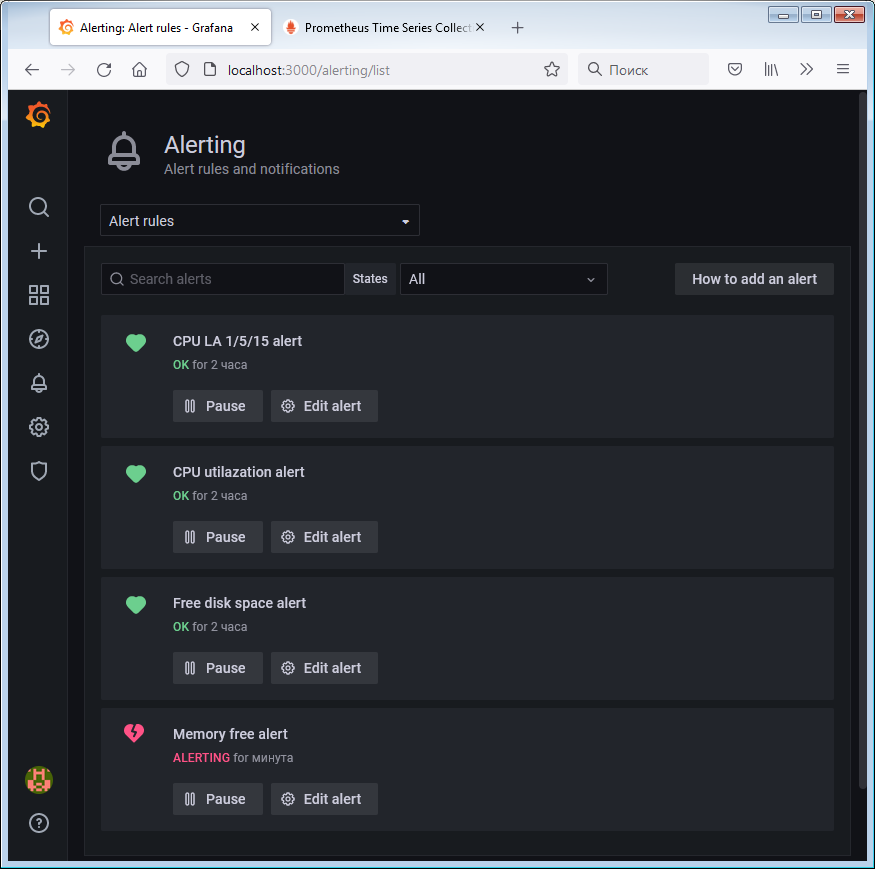 Alerting: Alert rules - Grafana
Prometheus Time Series Collect
localhost:3000/alerting/list
Поиск
Alerting
Alert rules and notifications
Alert rules
Search alerts
States
All
How to add an alert
CPU LA 1/5/15 alert
OK for 2 часа
Pause
Edit alert
CPU utilazation alert
OK for 2 часа
Pause
Edit alert
Free disk space alert
OK for 2 часа
Pause
Edit alert
Memory free alert
ALERTING for минута
Pause
Edit alert